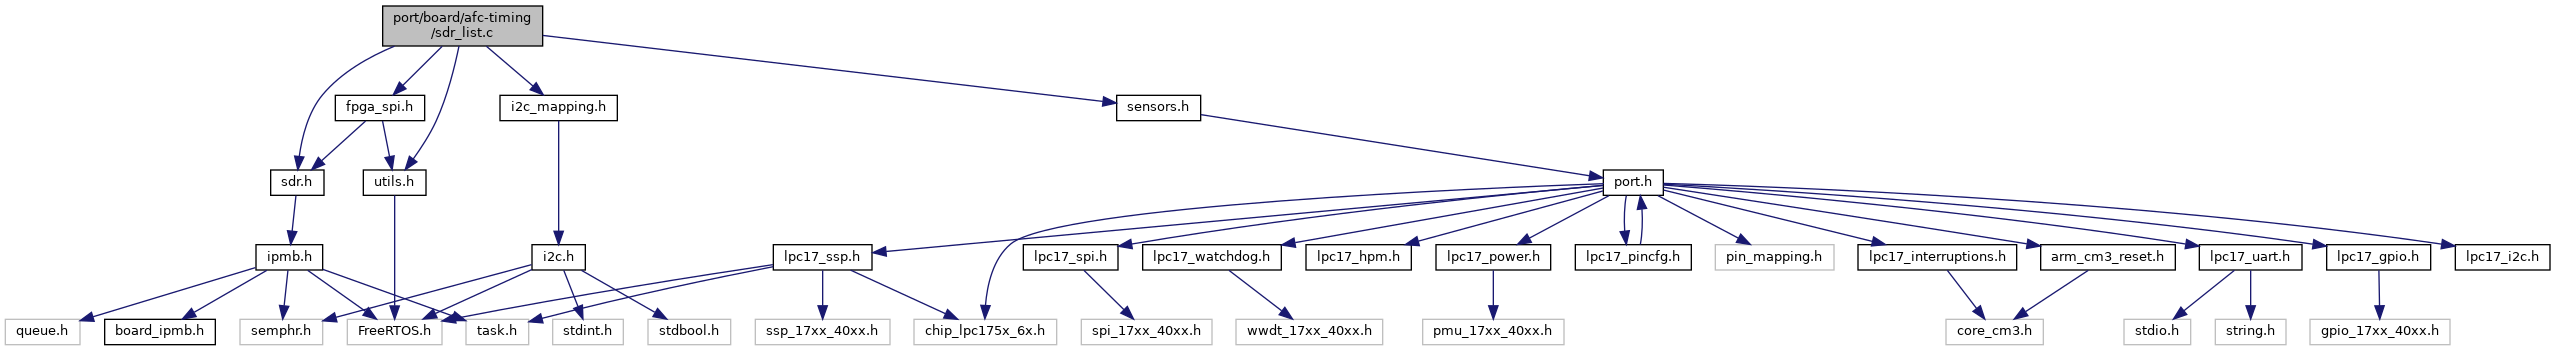 port/board/afc-timing
/sdr_list.c
fpga_spi.h
i2c_mapping.h
sensors.h
sdr.h
utils.h
port.h
ipmb.h
i2c.h
lpc17_ssp.h
lpc17_spi.h
lpc17_watchdog.h
lpc17_hpm.h
lpc17_power.h
lpc17_pincfg.h
pin_mapping.h
lpc17_interruptions.h
arm_cm3_reset.h
lpc17_uart.h
lpc17_gpio.h
lpc17_i2c.h
queue.h
board_ipmb.h
semphr.h
FreeRTOS.h
task.h
stdint.h
stdbool.h
ssp_17xx_40xx.h
chip_lpc175x_6x.h
spi_17xx_40xx.h
wwdt_17xx_40xx.h
pmu_17xx_40xx.h
core_cm3.h
stdio.h
string.h
gpio_17xx_40xx.h